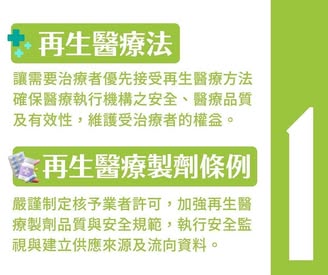 再生醫療法
讓需要治療者優先接受再生醫療方法
確保醫療執行機構之安全、醫療品質
及有效性，維護受治療者的權益。
再生醫療製劑條例
嚴謹制定核予業者許可，加強再生醫
療製劑品質與安全規範，執行安全監
視與建立供應來源及流向資料。
1